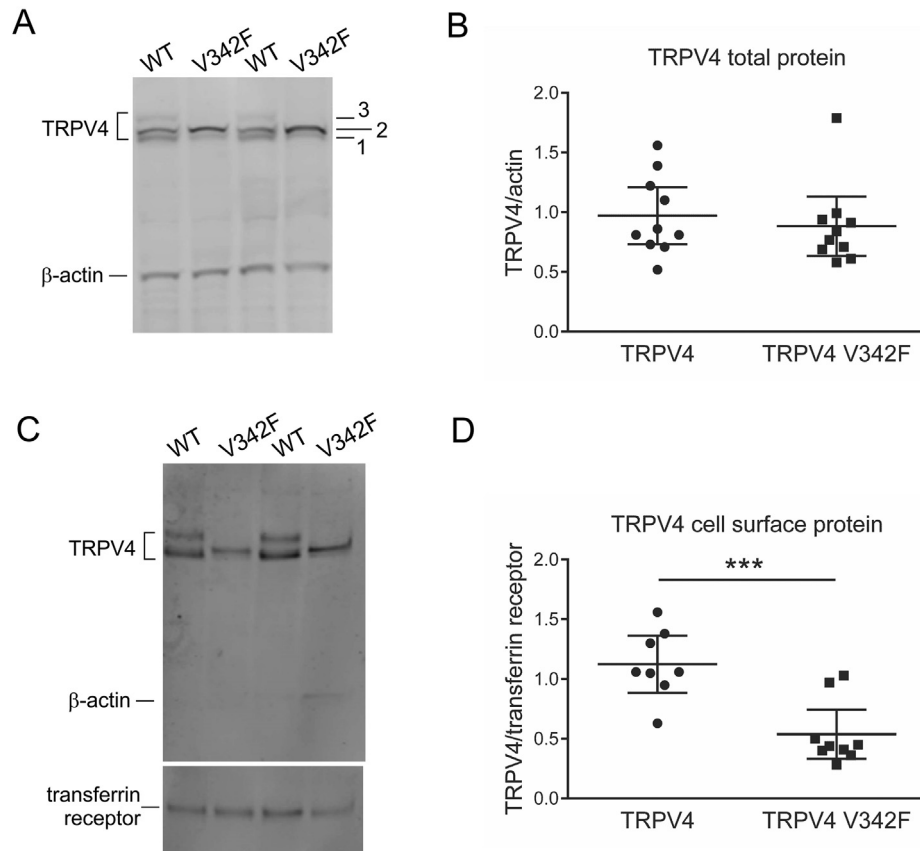 A
WT V342F WT V342F
TRPV4
3
2
1
β-actin
B
TRPV4 total protein
TRPV4/actin
2.0
1.5
1.0
0.5
0.0
TRPV4 TRPV4 V342F
C
WT V342F WT V342F
TRPV4
β-actin
transferrin
receptor
D
TRPV4 cell surface protein
TRPV4/transferrin receptor
2.0
1.5
1.0
0.5
0.0
***
TRPV4 TRPV4 V342F